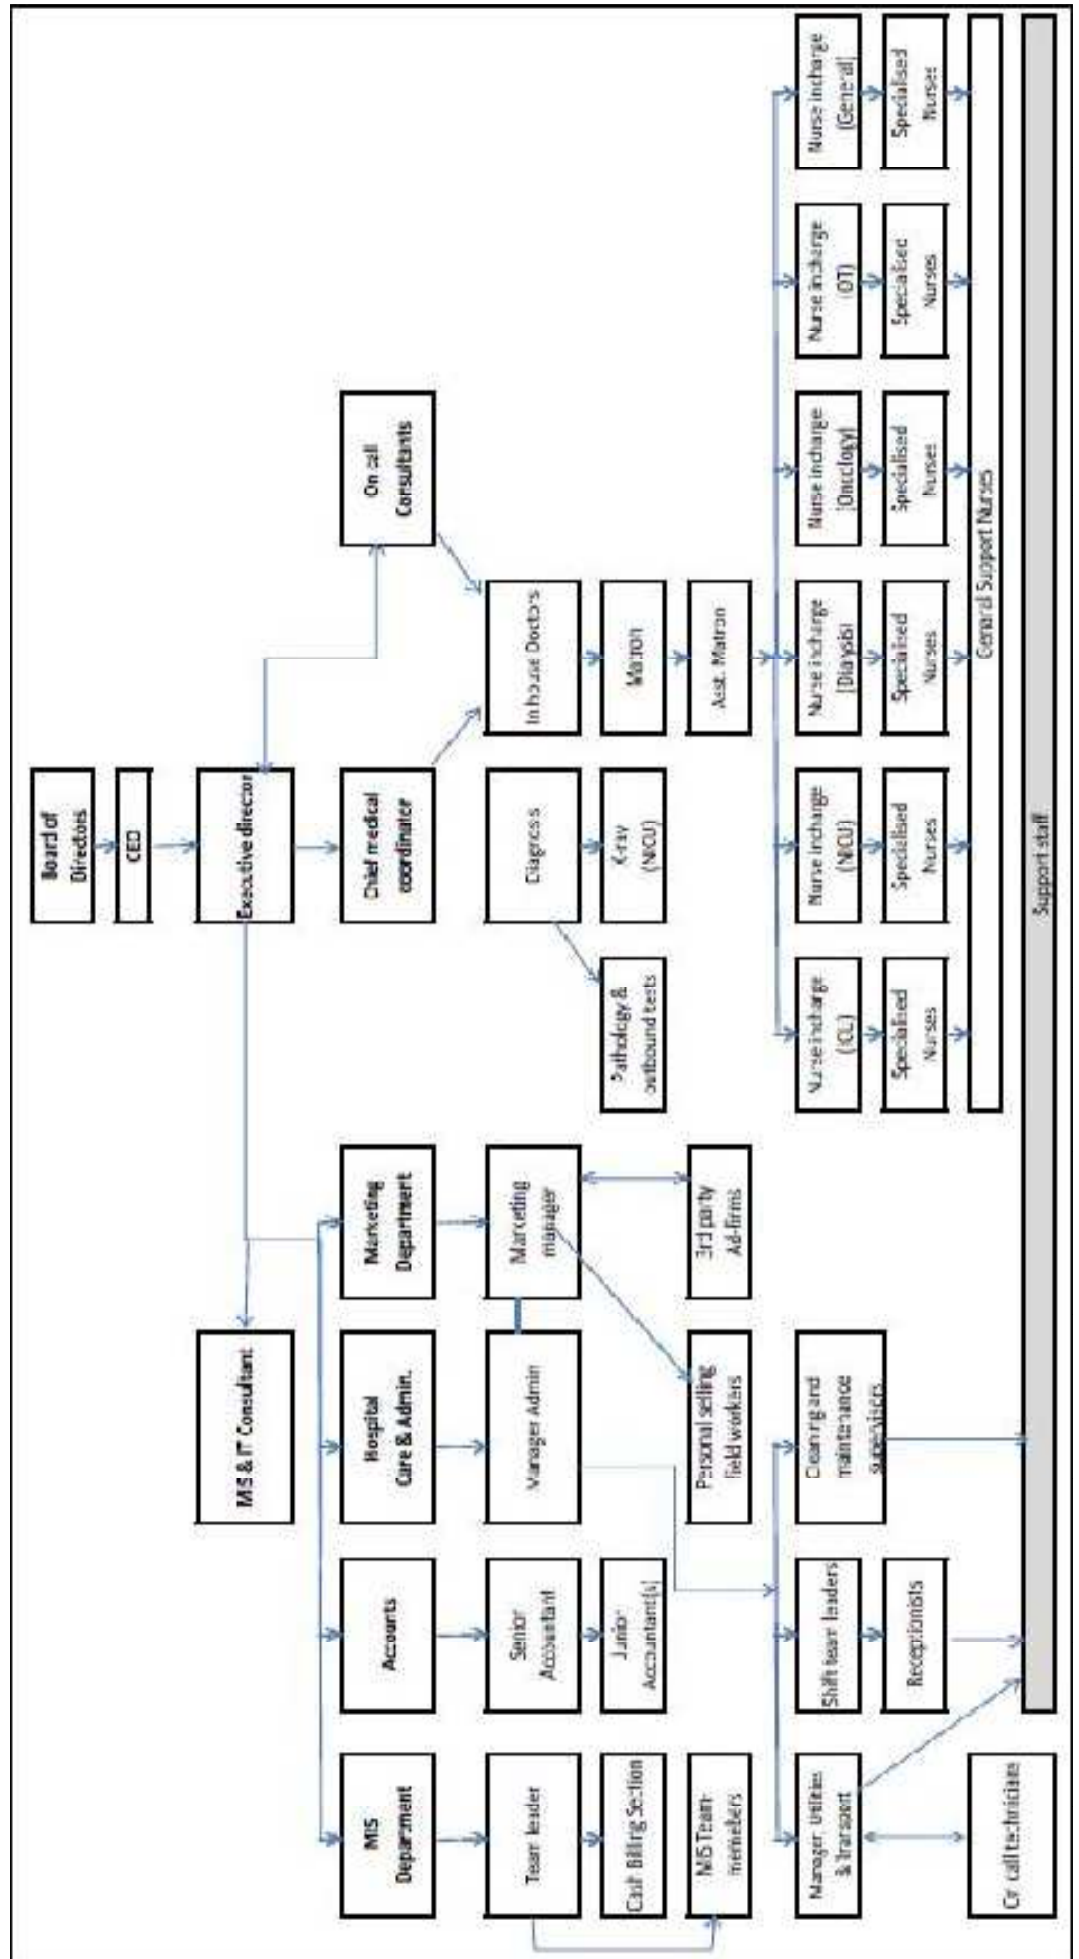 Board of
Directors
CEO
Executive director
MIS & IT Consultant
MIS
Department
Accounts
Hospital
Care & Admin.
Marketing
Department
Chief medical
coordinator
On call
Consultants
Team leader
Senior
Accountant
Manager Admin
Marketing
manager
Diagnosis
In house Doctors
Cash Billing Section
Junior
Accountant(s)
Pathology &
outbound tests
X-ray
(NICU)
Matron
MIS Team
memebers
Personal selling
field workers
3rd party
Ad-firms
Asst. Matron
Manager Utilities
& Transport
Shift team leaders
Cleaning and
maintenance
supervisors
Nurse incharge
(ICU)
Nurse incharge
(NICU)
Nurse incharge
(Diaysis)
Nurse incharge
(Oncology)
Nurse incharge
(OT)
Nurse incharge
(General)
Receptionists
Specialised
Nurses
Specialised
Nurses
Specialised
Nurses
Specialised
Nurses
Specialised
Nurses
Specialised
Nurses
General Support Nurses
On call technicians
Support staff